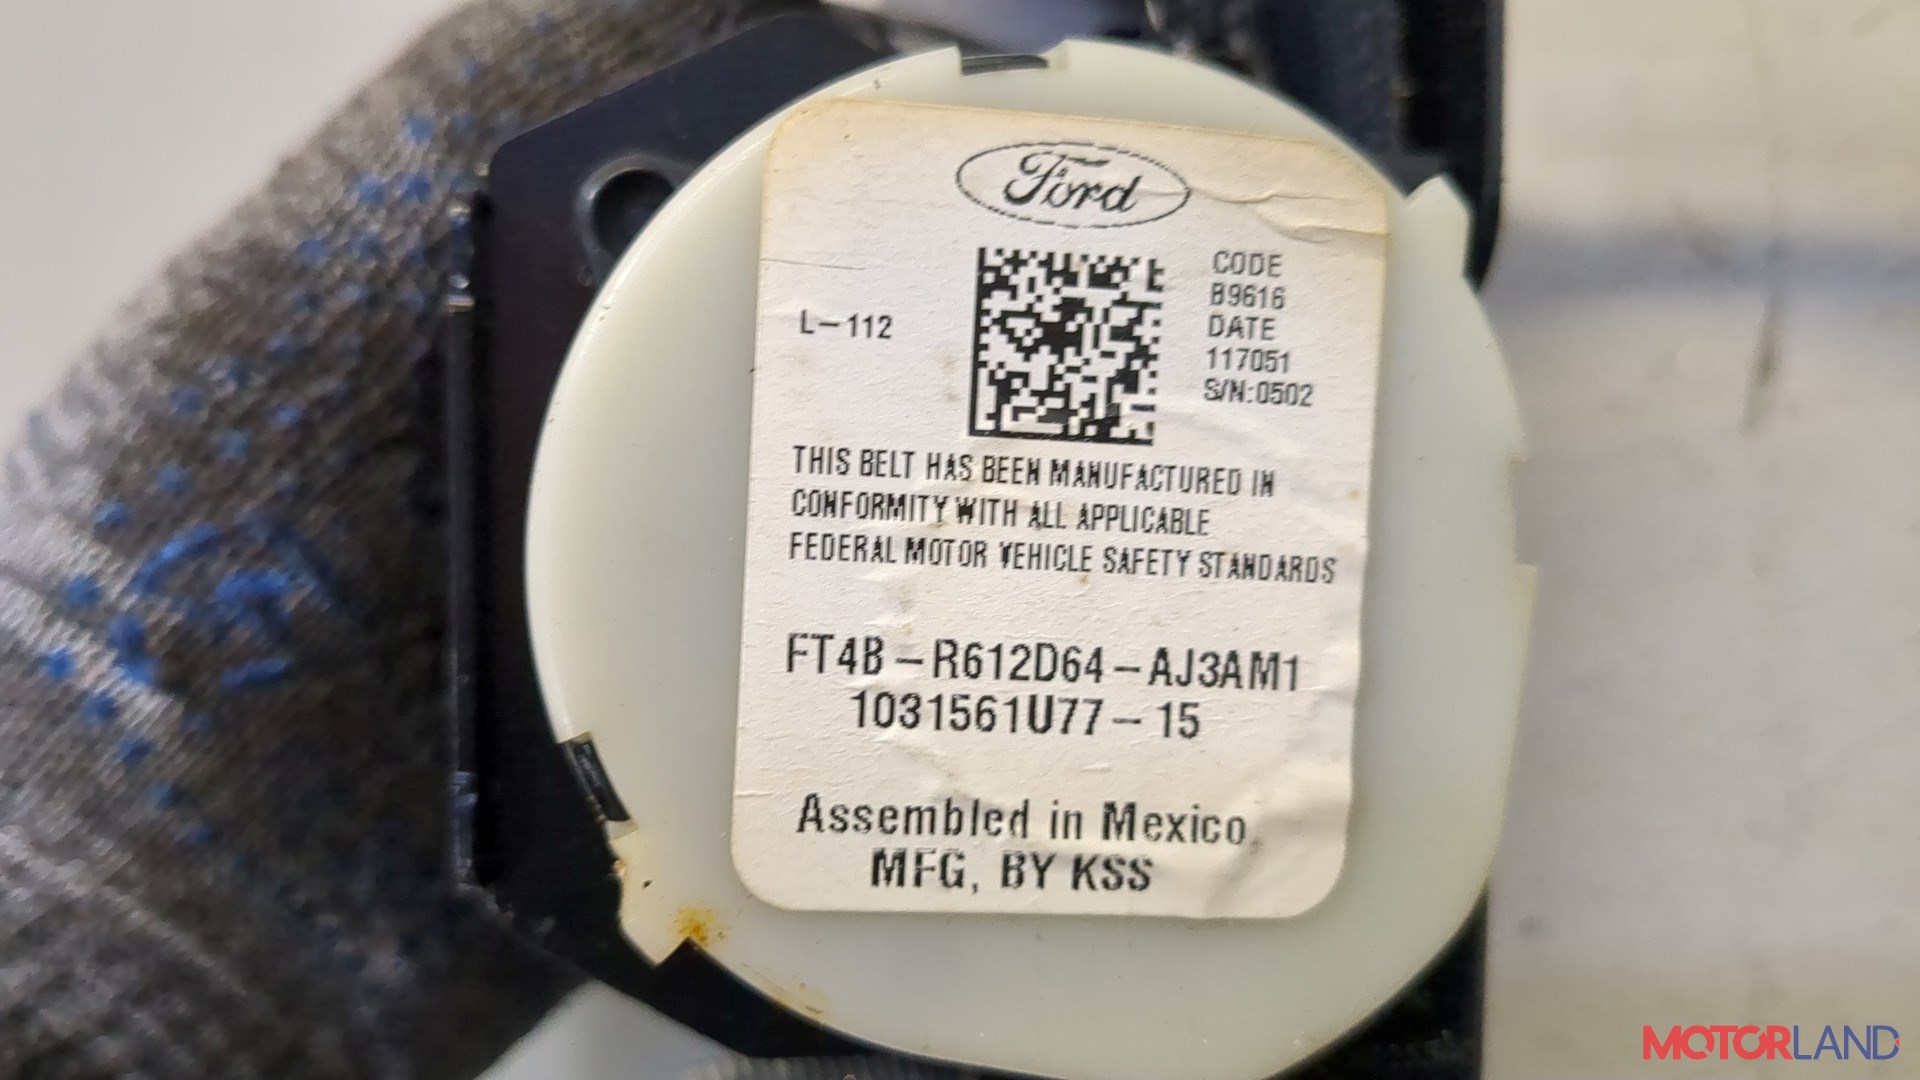 Ford
L-112
CODE
B9616
DATE
117051
S/N:0502
THIS BELT HAS BEEN MANUFACTURED IN
CONFORMITY WITH ALL APPLICABLE
FEDERAL MOTOR VEHICLE SAFETY STANDARDS
FT4B-R612D64-AJ3AM1
1031561U77-15
Assembled in Mexico,
MFG, BY KSS
MOTORLAND